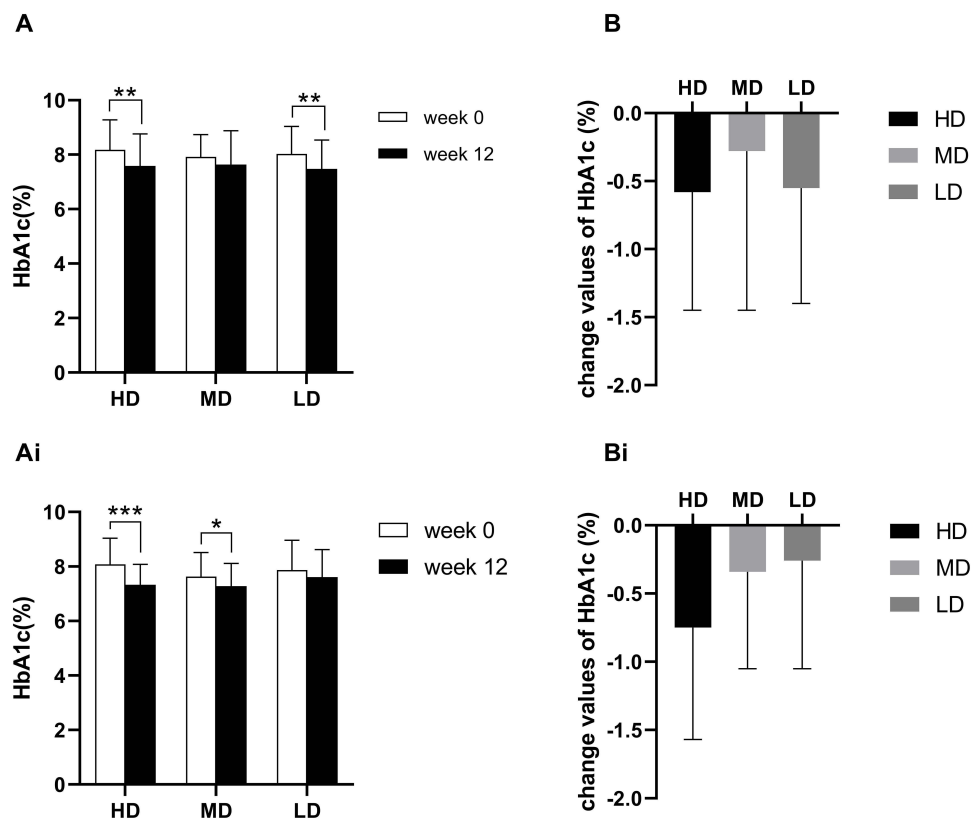 A
HbA1c(%)
10
8
6
4
2
0
**
**
HD
MD
LD
week 0
week 12
B
change values of HbA1c (%)
HD
MD
LD
0.0
-0.5
-1.0
-1.5
-2.0
HD
MD
LD
Ai
HbA1c(%)
10
8
6
4
2
0
***
*
HD
MD
LD
week 0
week 12
Bi
change values of HbA1c (%)
HD
MD
LD
0.0
-0.5
-1.0
-1.5
-2.0
HD
MD
LD